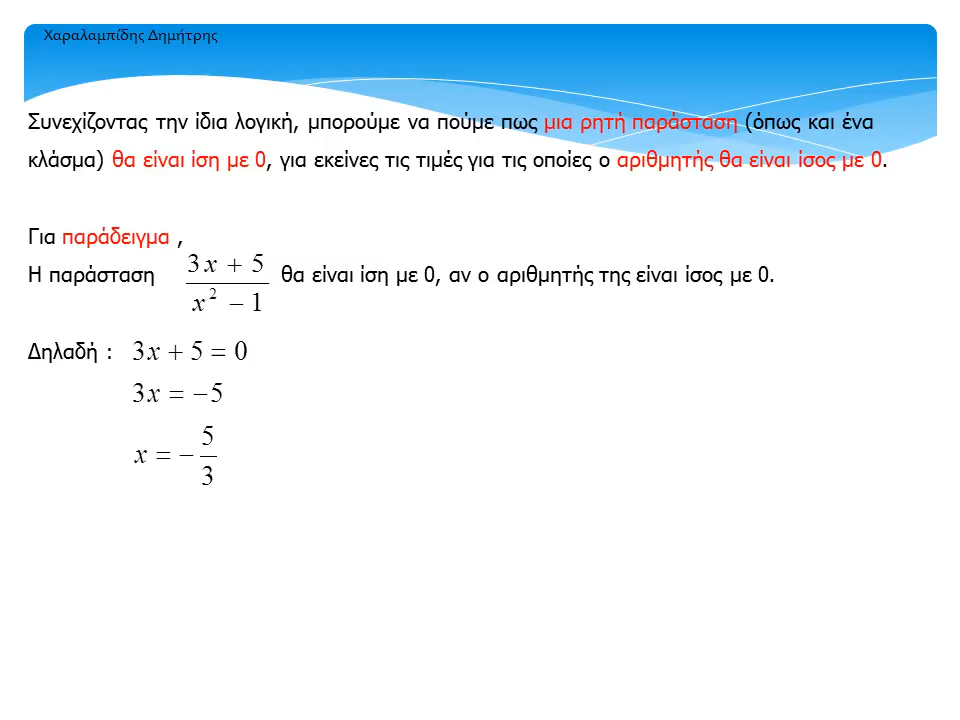 Χαραλαμπίδης Δημήτρης
Συνεχίζοντας την ίδια λογική, μπορούμε να πούμε πως μια ρητή παράσταση (όπως και ένα
κλάσμα) θα είναι ίση με 0, για εκείνες τις τιμές για τις οποίες ο αριθμητής θα είναι ίσος με 0.
Για παράδειγμα ,
Η παράσταση (3x + 5)/(x² − 1) θα είναι ίση με 0, αν ο αριθμητής της είναι ίσος με 0.
Δηλαδή : 3x + 5 = 0
3x = −5
x = −5/3